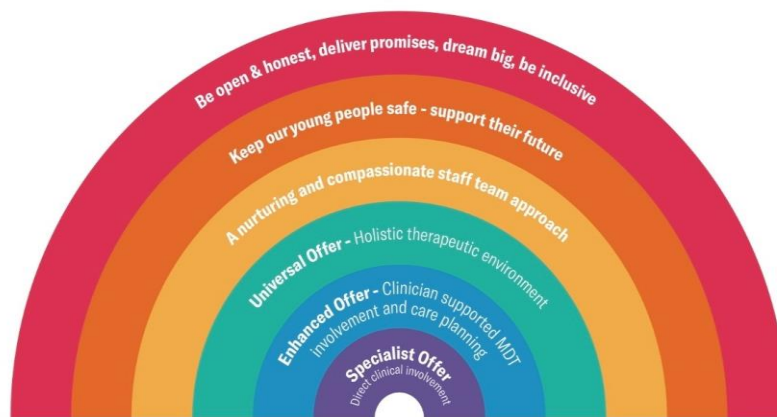 Be open & honest, deliver promises, dream big, be inclusive
Keep our young people safe - support their future
A nurturing and compassionate staff team approach
Universal Offer - Holistic therapeutic environment
Enhanced Offer - Clinician supported MDT
involvement and care planning
Specialist Offer
Direct clinical involvement